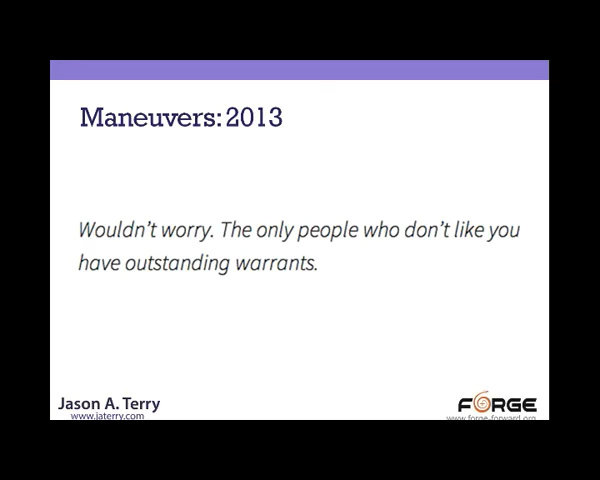 Maneuvers: 2013
Wouldn't worry. The only people who don't like you
have outstanding warrants.
Jason A. Terry
www.jaterry.com
FORGE
www.forge-forward.org